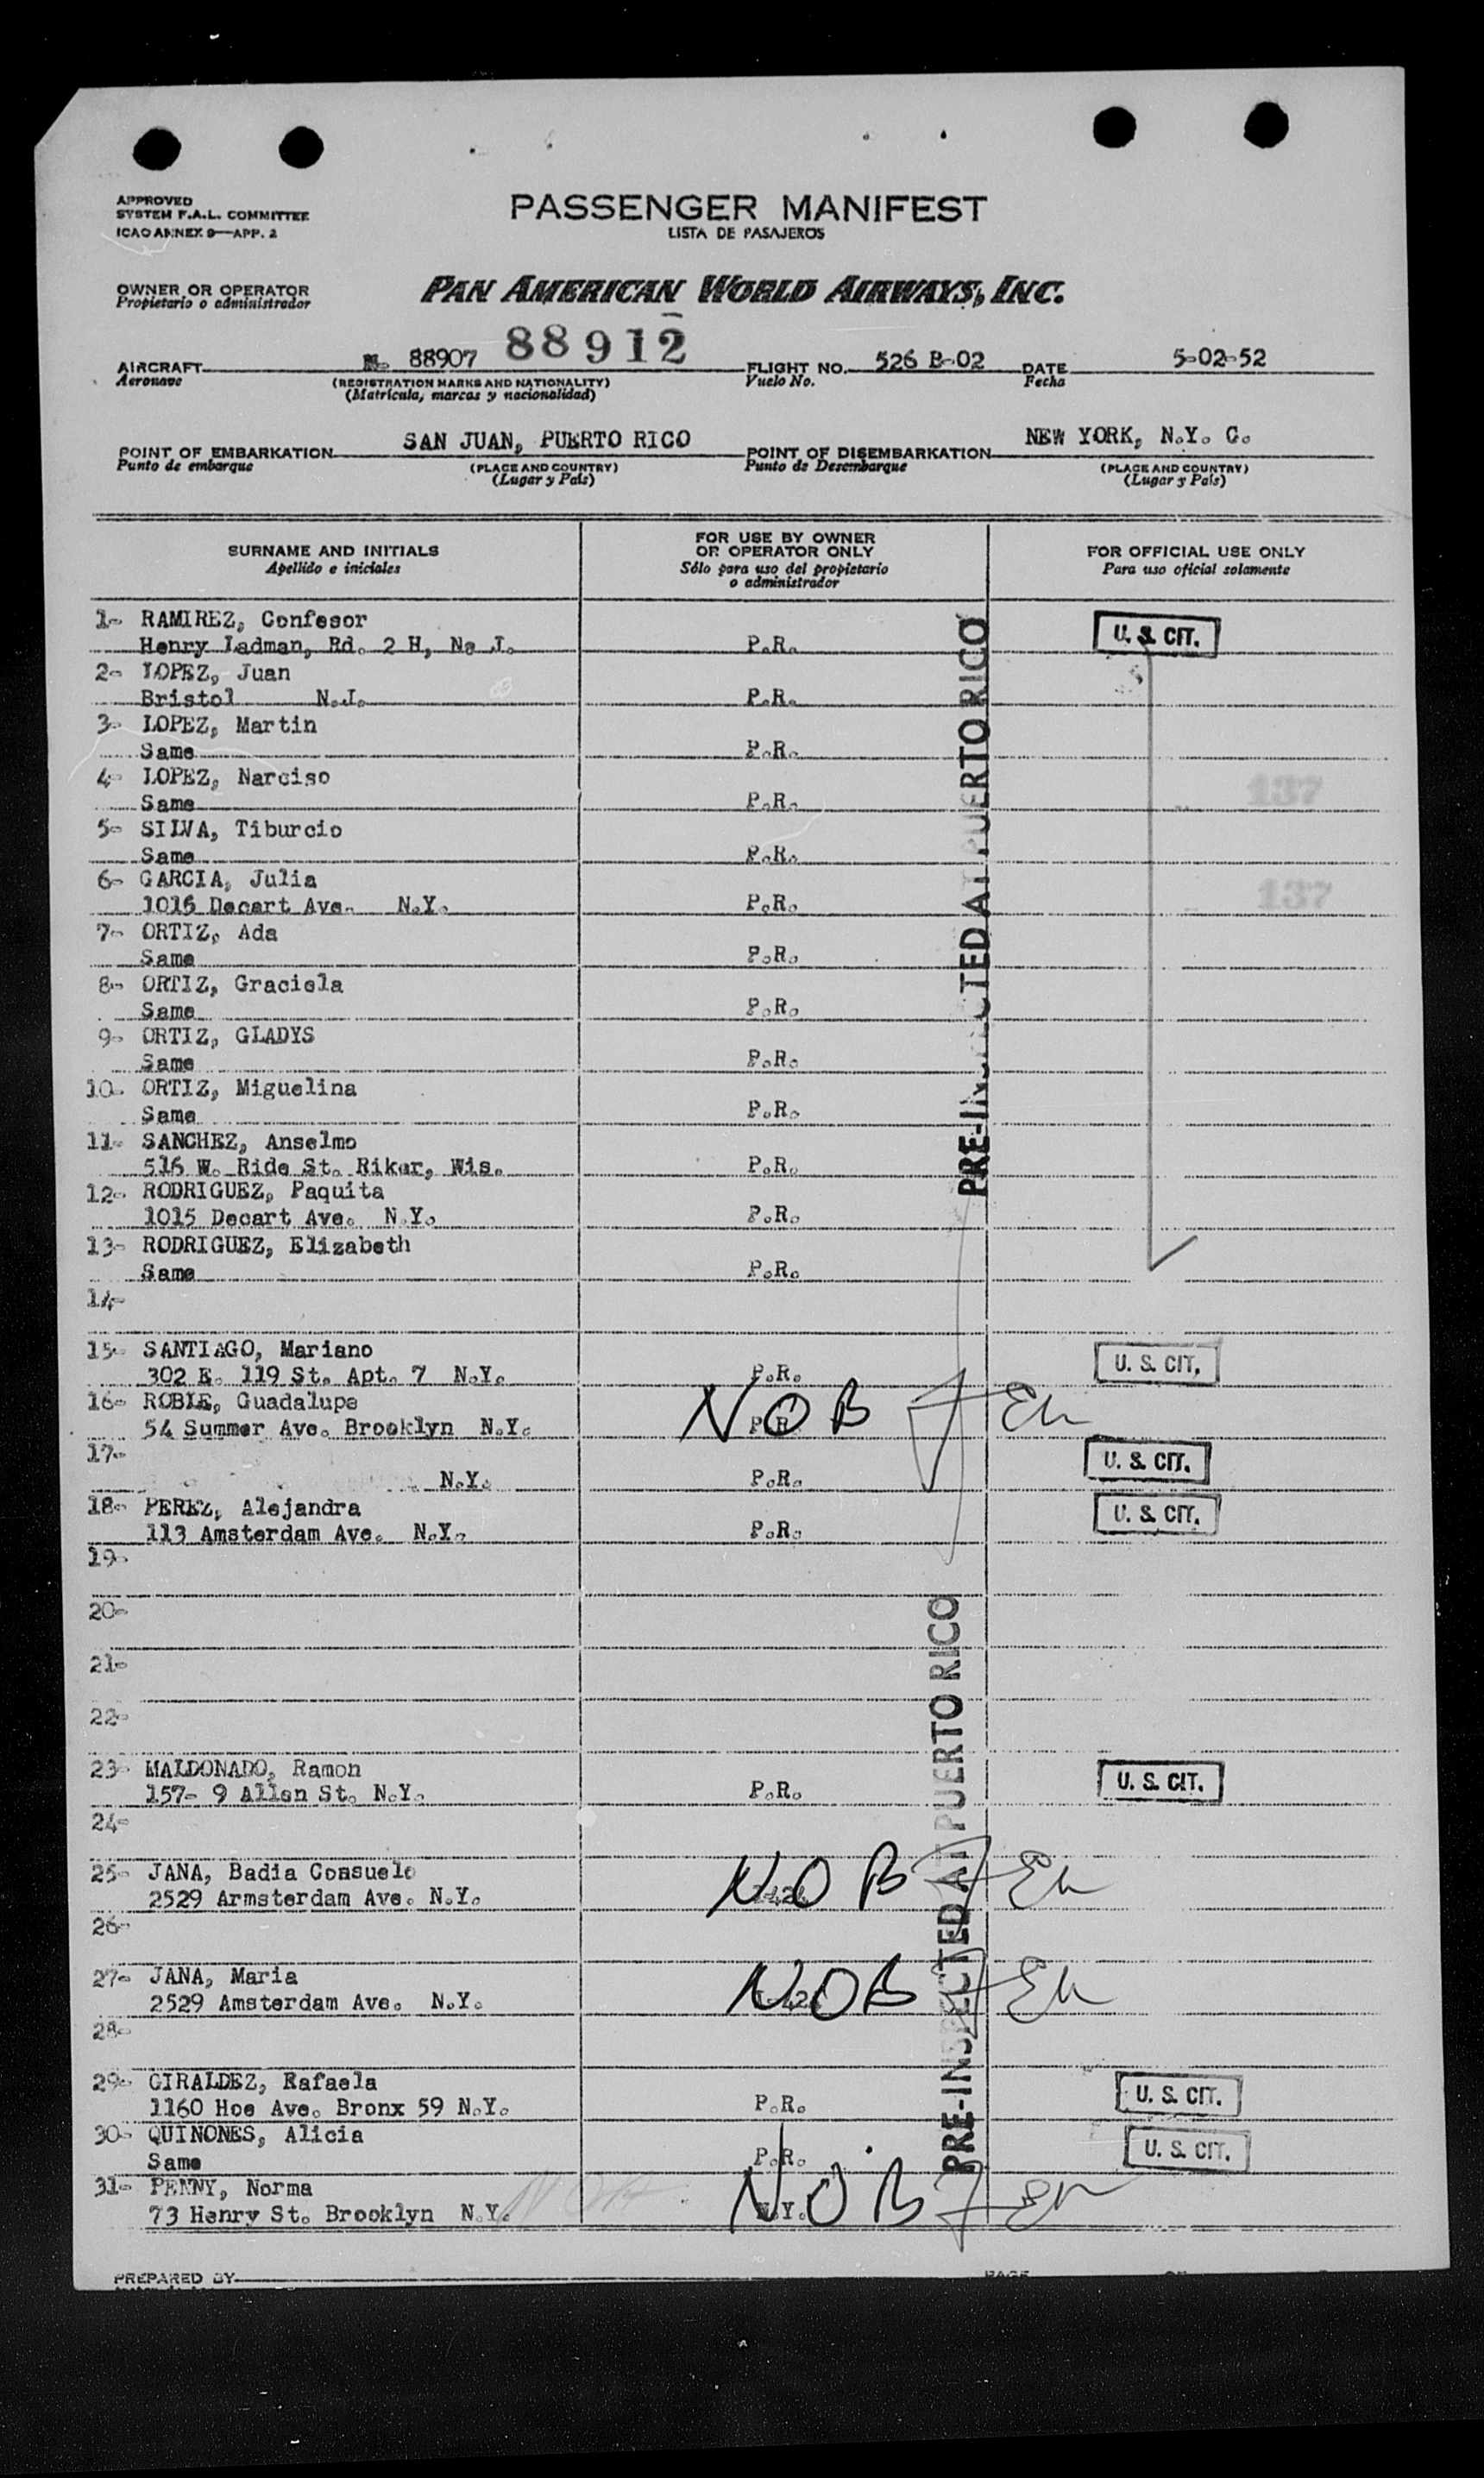 APPROVED
SYSTEM F.A.L. COMMITTEE
ICAO ANNEX 9—APP. 2
PASSENGER MANIFEST
LISTA DE PASAJEROS
OWNER OR OPERATOR
Propietario o administrador
PAN AMERICAN WORLD AIRWAYS, INC.
AIRCRAFT
Aeronave
88907 88912
(REGISTRATION MARKS AND NATIONALITY)
(Matrícula, marcas y nacionalidad)
FLIGHT NO. 526 B-02
Vuelo No.
DATE 5-02-52
Fecha
POINT OF EMBARKATION SAN JUAN, PUERTO RICO
Punto de embarque
(PLACE AND COUNTRY)
(Lugar y País)
POINT OF DISEMBARKATION NEW YORK, N.Y. C.
Punto de Desembarque
(PLACE AND COUNTRY)
(Lugar y País)
SURNAME AND INITIALS
Apellido e iniciales
FOR USE BY OWNER
OR OPERATOR ONLY
Sólo para uso del propietario
o administrador
FOR OFFICIAL USE ONLY
Para uso oficial solamente
1- RAMIREZ, Confesor
Henry Ladman, Rd. 2 H, Ne J. P.R. U. S. CIT.
2- LOPEZ, Juan
Bristol N.J. P.R.
3- LOPEZ, Martin
Same P.R.
4- LOPEZ, Narciso
Same P.R.
137
5- SILVA, Tiburcio
Same P.R.
6- GARCIA, Julia
1015 Decart Ave. N.Y. P.R.
137
7- ORTIZ, Ada
Same P.R.
8- ORTIZ, Graciela
Same P.R.
9- ORTIZ, GLADYS
Same P.R.
10- ORTIZ, Miguelina
Same P.R.
11- SANCHEZ, Anselmo
516 W. Ride St. Riker, Wis. P.R.
12- RODRIGUEZ, Paquita
1015 Decart Ave. N.Y. P.R.
13- RODRIGUEZ, Elizabeth
Same P.R.
PRE-INSPECTED AT PUERTO RICO
14-
15- SANTIAGO, Mariano
302 E. 119 St. Apt. 7 N.Y. P.R. U. S. CIT.
16- ROBLE, Guadalupe
54 Summer Ave. Brooklyn N.Y. P.R. NOB
17-
N.Y. P.R. U. S. CIT.
18- PEREZ, Alejandra
113 Amsterdam Ave. N.Y. P.R. U. S. CIT.
19-
20-
21-
22-
23- MALDONADO, Ramon
157- 9 Allen St. N.Y. P.R. U. S. CIT.
24-
25- JANA, Badia Consuelo
2529 Armsterdam Ave. N.Y. NOB
26-
27- JANA, Maria
2529 Amsterdam Ave. N.Y. NOB
28-
29- GIRALDEZ, Rafaela
1160 Hoe Ave. Bronx 59 N.Y. P.R. U. S. CIT.
30- QUINONES, Alicia
Same P.R. U. S. CIT.
31- PENNY, Norma
73 Henry St. Brooklyn N.Y. NOB
PRE-INSPECTED AT PUERTO RICO
PREPARED BY
PAGE